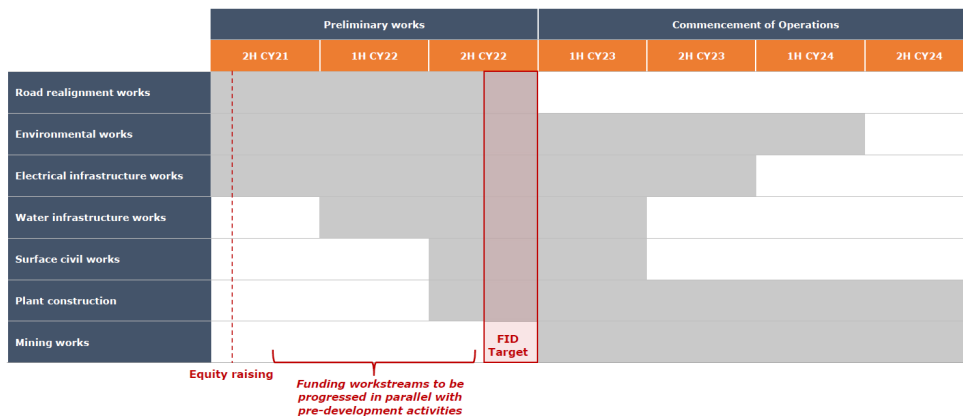 Preliminary works
Commencement of Operations
2H CY21
1H CY22
2H CY22
1H CY23
2H CY23
1H CY24
2H CY24
Road realignment works
Environmental works
Electrical infrastructure works
Water infrastructure works
Surface civil works
Plant construction
Mining works
FID
Target
Equity raising
Funding workstreams to be
progressed in parallel with
pre-development activities